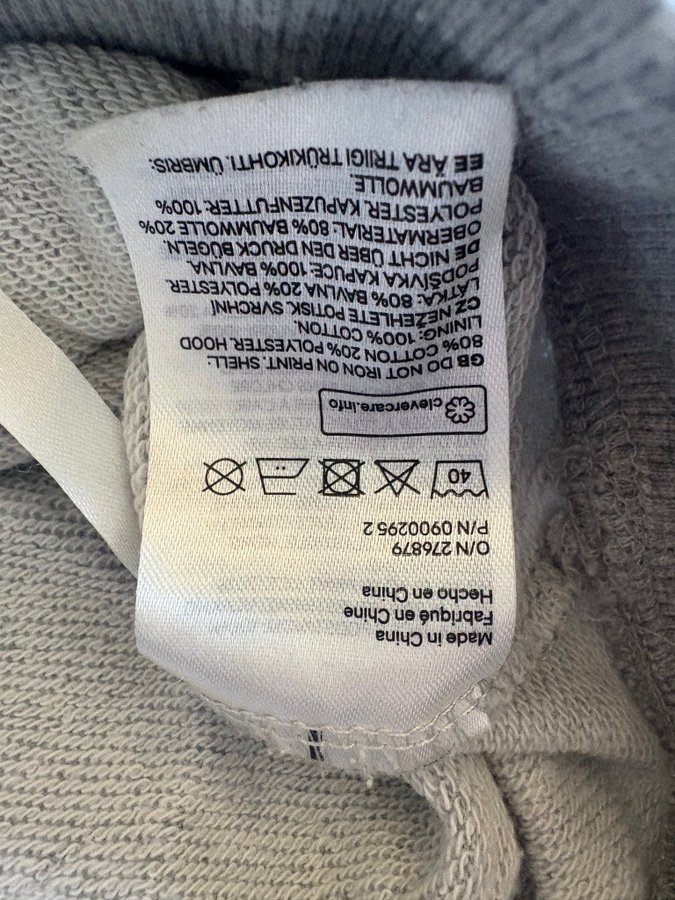 Made in China
Fabriqué en Chine
Hecho en China
O/N 276879
P/N 0900295 2
40
clevercare.info
GB DO NOT IRON ON PRINT. SHELL:
80% COTTON 20% POLYESTER. HOOD
LINING: 100% COTTON.
CZ NEŽEHLETE POTISK. SVRCHNÍ
LÁTKA: 80% BAVLNA 20% POLYESTER.
PODŠÍVKA KAPUCE: 100% BAVLNA.
DE NICHT ÜBER DEN DRUCK BÜGELN.
OBERMATERIAL: 80% BAUMWOLLE 20%
POLYESTER. KAPUZENFUTTER: 100%
BAUMWOLLE.
EE ÄRA TRIIGI TRÜKIKOHTI. ÜMBRIS: